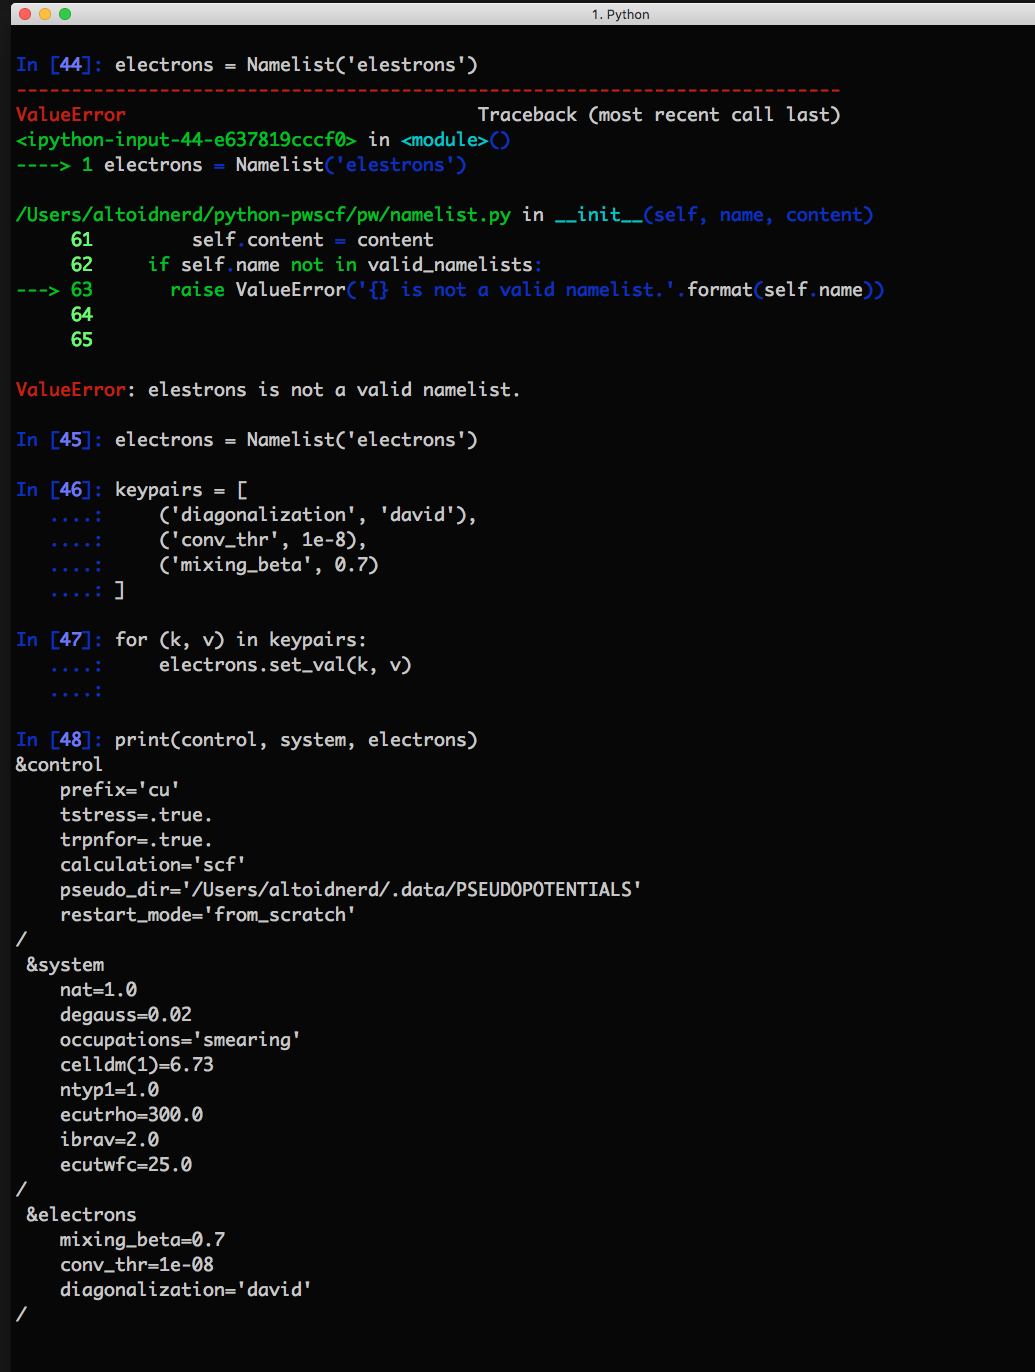 1. Python
In [44]: electrons = Namelist('elestrons')
---------------------------------------------------------------------------
ValueError                                Traceback (most recent call last)
<ipython-input-44-e637819cccf0> in <module>()
----> 1 electrons = Namelist('elestrons')
/Users/altoidnerd/python-pwscf/pw/namelist.py in __init__(self, name, content)
     61         self.content = content
     62     if self.name not in valid_namelists:
---> 63       raise ValueError('{} is not a valid namelist.'.format(self.name))
     64
     65
ValueError: elestrons is not a valid namelist.
In [45]: electrons = Namelist('electrons')
In [46]: keypairs = [
   ....:     ('diagonalization', 'david'),
   ....:     ('conv_thr', 1e-8),
   ....:     ('mixing_beta', 0.7)
   ....: ]
In [47]: for (k, v) in keypairs:
   ....:     electrons.set_val(k, v)
   ....:
In [48]: print(control, system, electrons)
&control
    prefix='cu'
    tstress=.true.
    trpnfor=.true.
    calculation='scf'
    pseudo_dir='/Users/altoidnerd/.data/PSEUDOPOTENTIALS'
    restart_mode='from_scratch'
/
 &system
    nat=1.0
    degauss=0.02
    occupations='smearing'
    celldm(1)=6.73
    ntyp1=1.0
    ecutrho=300.0
    ibrav=2.0
    ecutwfc=25.0
/
 &electrons
    mixing_beta=0.7
    conv_thr=1e-08
    diagonalization='david'
/